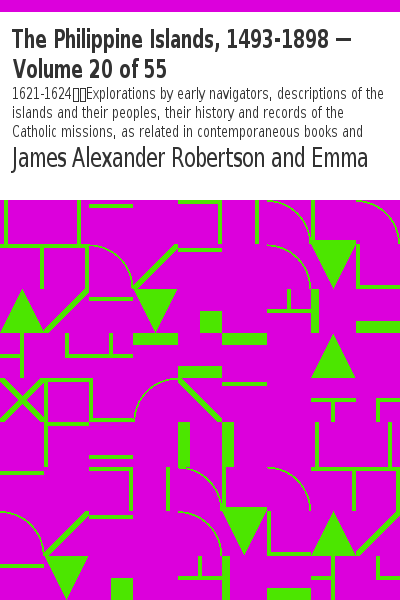 The Philippine Islands, 1493-1898 —
Volume 20 of 55
1621-1624▯▯Explorations by early navigators, descriptions of the
islands and their peoples, their history and records of the
Catholic missions, as related in contemporaneous books and
James Alexander Robertson and Emma